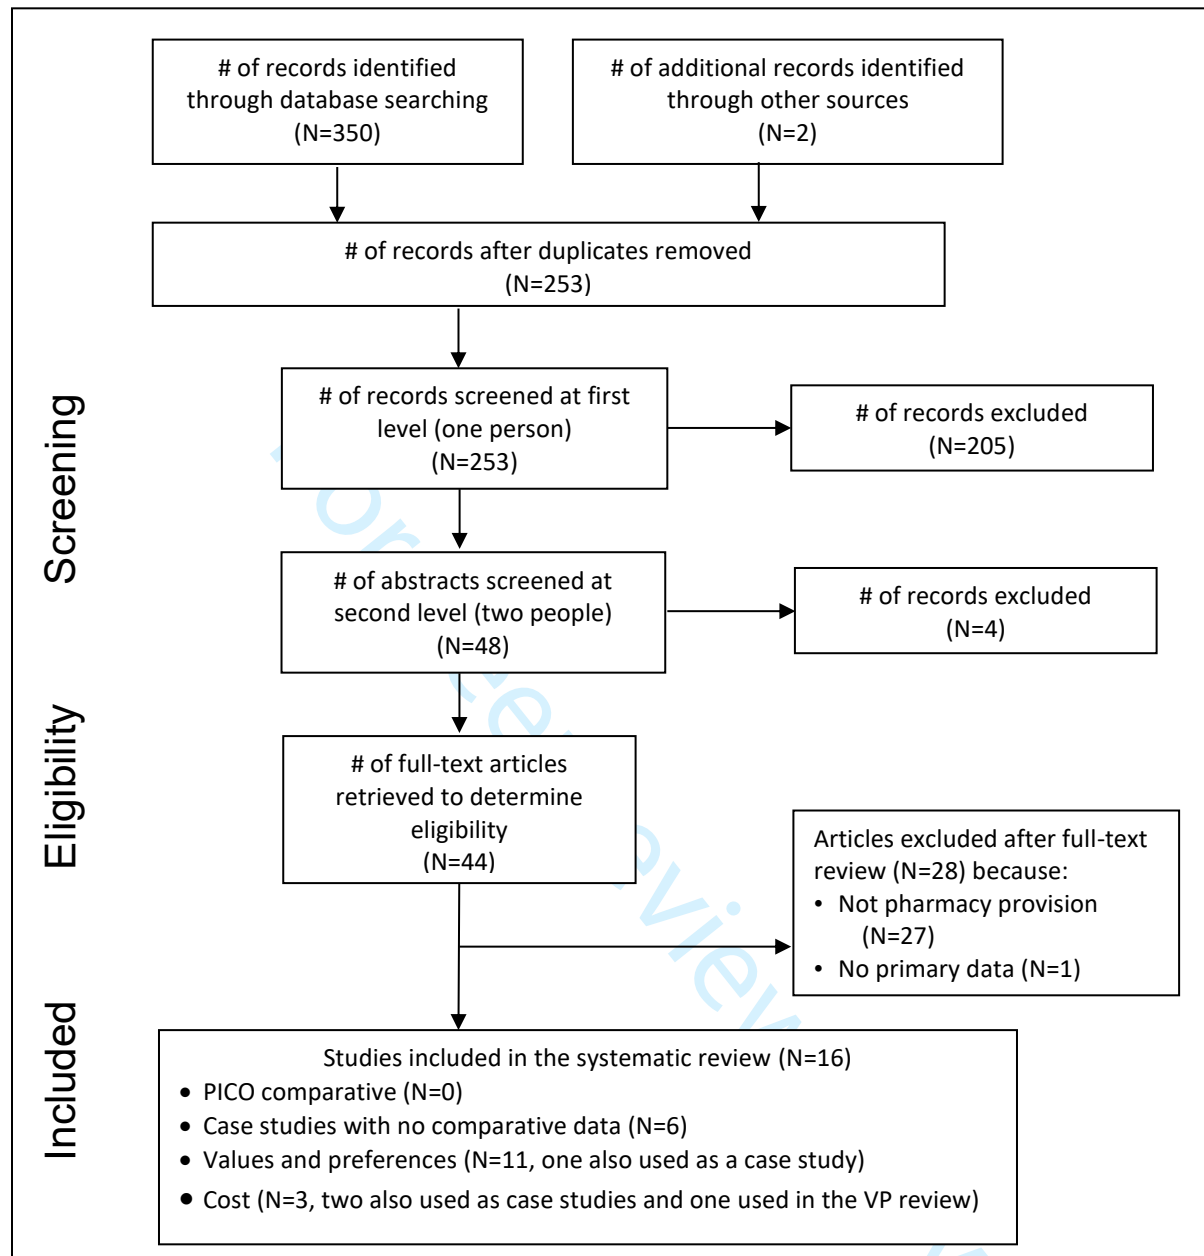 # of records identified
through database searching
(N=350)
# of additional records identified
through other sources
(N=2)
# of records after duplicates removed
(N=253)
Screening
# of records screened at first
level (one person)
(N=253)
# of records excluded
(N=205)
# of abstracts screened at
second level (two people)
(N=48)
# of records excluded
(N=4)
Eligibility
# of full-text articles
retrieved to determine
eligibility
(N=44)
Articles excluded after full-text
review (N=28) because:
• Not pharmacy provision
(N=27)
• No primary data (N=1)
Included
Studies included in the systematic review (N=16)
• PICO comparative (N=0)
• Case studies with no comparative data (N=6)
• Values and preferences (N=11, one also used as a case study)
• Cost (N=3, two also used as case studies and one used in the VP review)